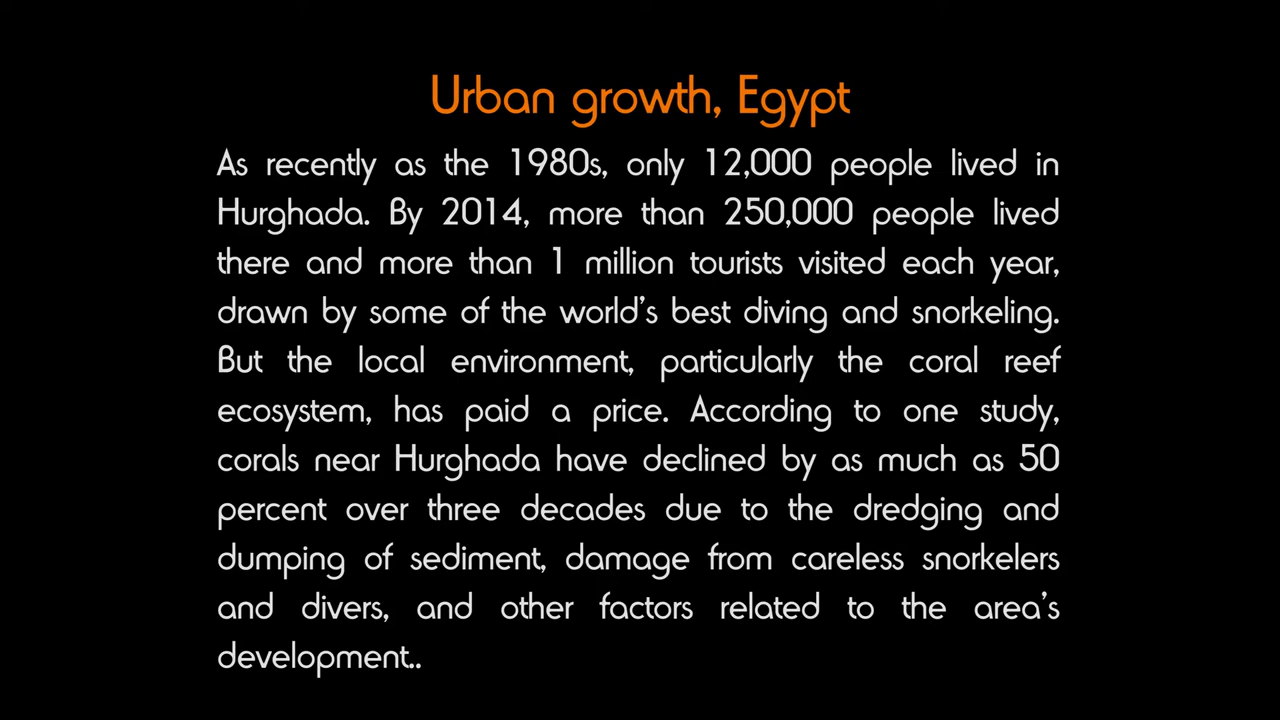 Urban growth, Egypt
As recently as the 1980s, only 12,000 people lived in
Hurghada. By 2014, more than 250,000 people lived
there and more than 1 million tourists visited each year,
drawn by some of the world's best diving and snorkeling.
But the local environment, particularly the coral reef
ecosystem, has paid a price. According to one study,
corals near Hurghada have declined by as much as 50
percent over three decades due to the dredging and
dumping of sediment, damage from careless snorkelers
and divers, and other factors related to the area's
development..